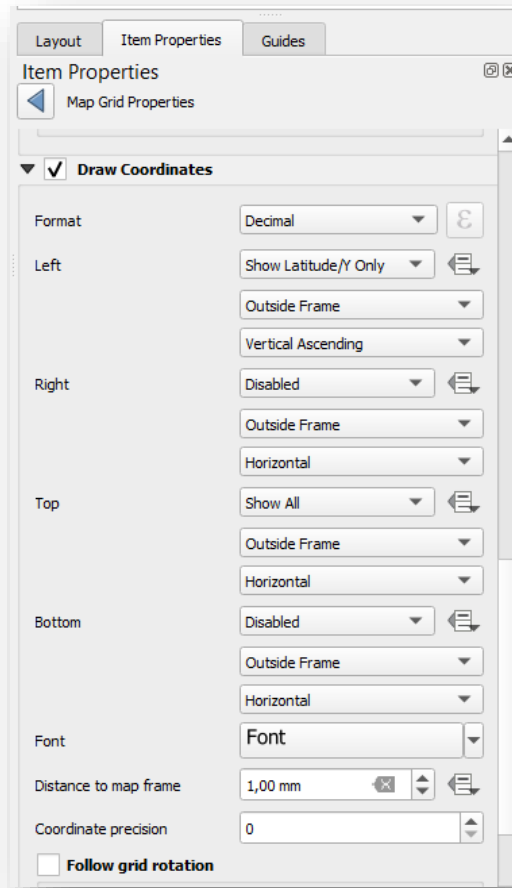 Layout Item Properties Guides
Item Properties
Map Grid Properties
Draw Coordinates
Format Decimal ε
Left Show Latitude/Y Only
Outside Frame
Vertical Ascending
Right Disabled
Outside Frame
Horizontal
Top Show All
Outside Frame
Horizontal
Bottom Disabled
Outside Frame
Horizontal
Font Font
Distance to map frame 1,00 mm
Coordinate precision 0
Follow grid rotation